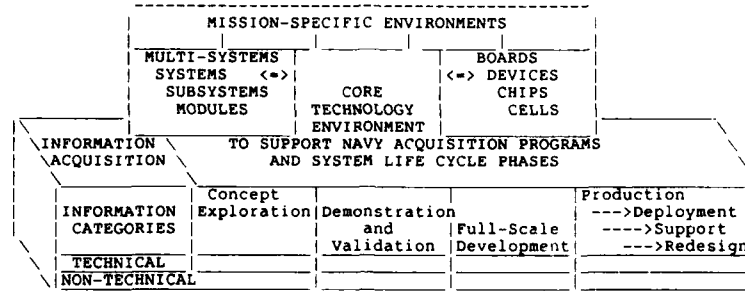 MISSION-SPECIFIC ENVIRONMENTS
MULTI-SYSTEMS BOARDS
SYSTEMS <=> <=> DEVICES
SUBSYSTEMS CORE CHIPS
MODULES TECHNOLOGY CELLS
ENVIRONMENT
INFORMATION TO SUPPORT NAVY ACQUISITION PROGRAMS
ACQUISITION AND SYSTEM LIFE CYCLE PHASES
Concept Production
INFORMATION Exploration Demonstration --->Deployment
CATEGORIES and Full-Scale ---->Support
Validation Development --->Redesign
TECHNICAL
NON-TECHNICAL